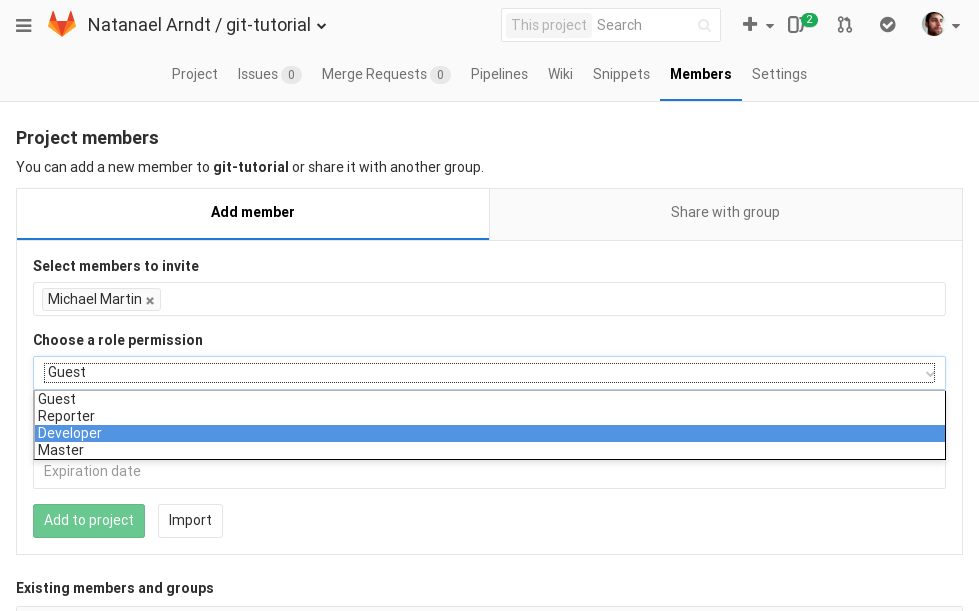 Natanael Arndt / git-tutorial
This project Search
2
Project Issues 0 Merge Requests 0 Pipelines Wiki Snippets Members Settings
Project members
You can add a new member to git-tutorial or share it with another group.
Add member Share with group
Select members to invite
Michael Martin ×
Choose a role permission
Guest
Guest
Reporter
Developer
Master
Expiration date
Add to project Import
Existing members and groups